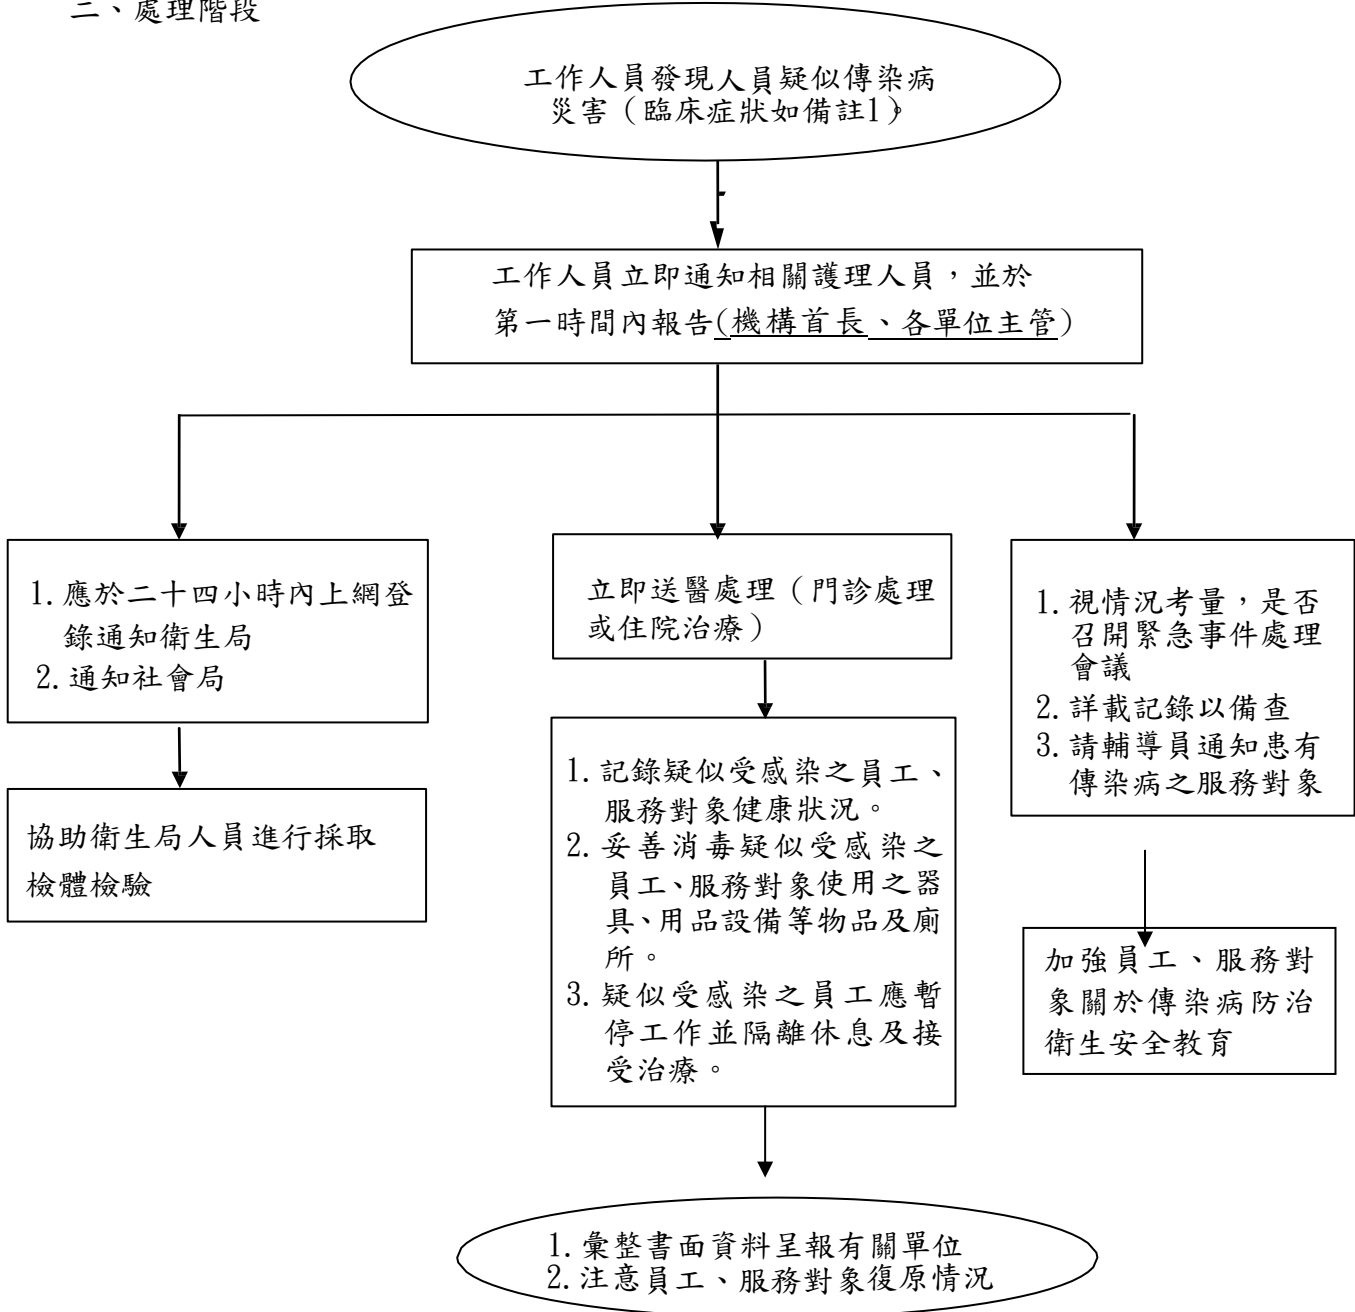 二、處理階段
工作人員發現人員疑似傳染病
災害（臨床症狀如備註1）。
工作人員立即通知相關護理人員，並於
第一時間內報告(機構首長、各單位主管)
1. 應於二十四小時內上網登
錄通知衛生局
2. 通知社會局
協助衛生局人員進行採取
檢體檢驗
立即送醫處理（門診處理
或住院治療）
1. 記錄疑似受感染之員工、
服務對象健康狀況。
2. 妥善消毒疑似受感染之
員工、服務對象使用之器
具、用品設備等物品及廁
所。
3. 疑似受感染之員工應暫
停工作並隔離休息及接
受治療。
1. 視情況考量，是否
召開緊急事件處理
會議
2. 詳載記錄以備查
3. 請輔導員通知患有
傳染病之服務對象
加強員工、服務對
象關於傳染病防治
衛生安全教育
1. 彙整書面資料呈報有關單位
2. 注意員工、服務對象復原情況